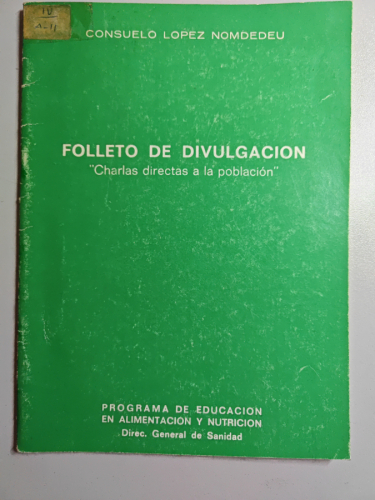 IV
CONSUELO LOPEZ NOMDEDEU
FOLLETO DE DIVULGACION
"Charlas directas a la población"
PROGRAMA DE EDUCACION
EN ALIMENTACION Y NUTRICION
Direc. General de Sanidad